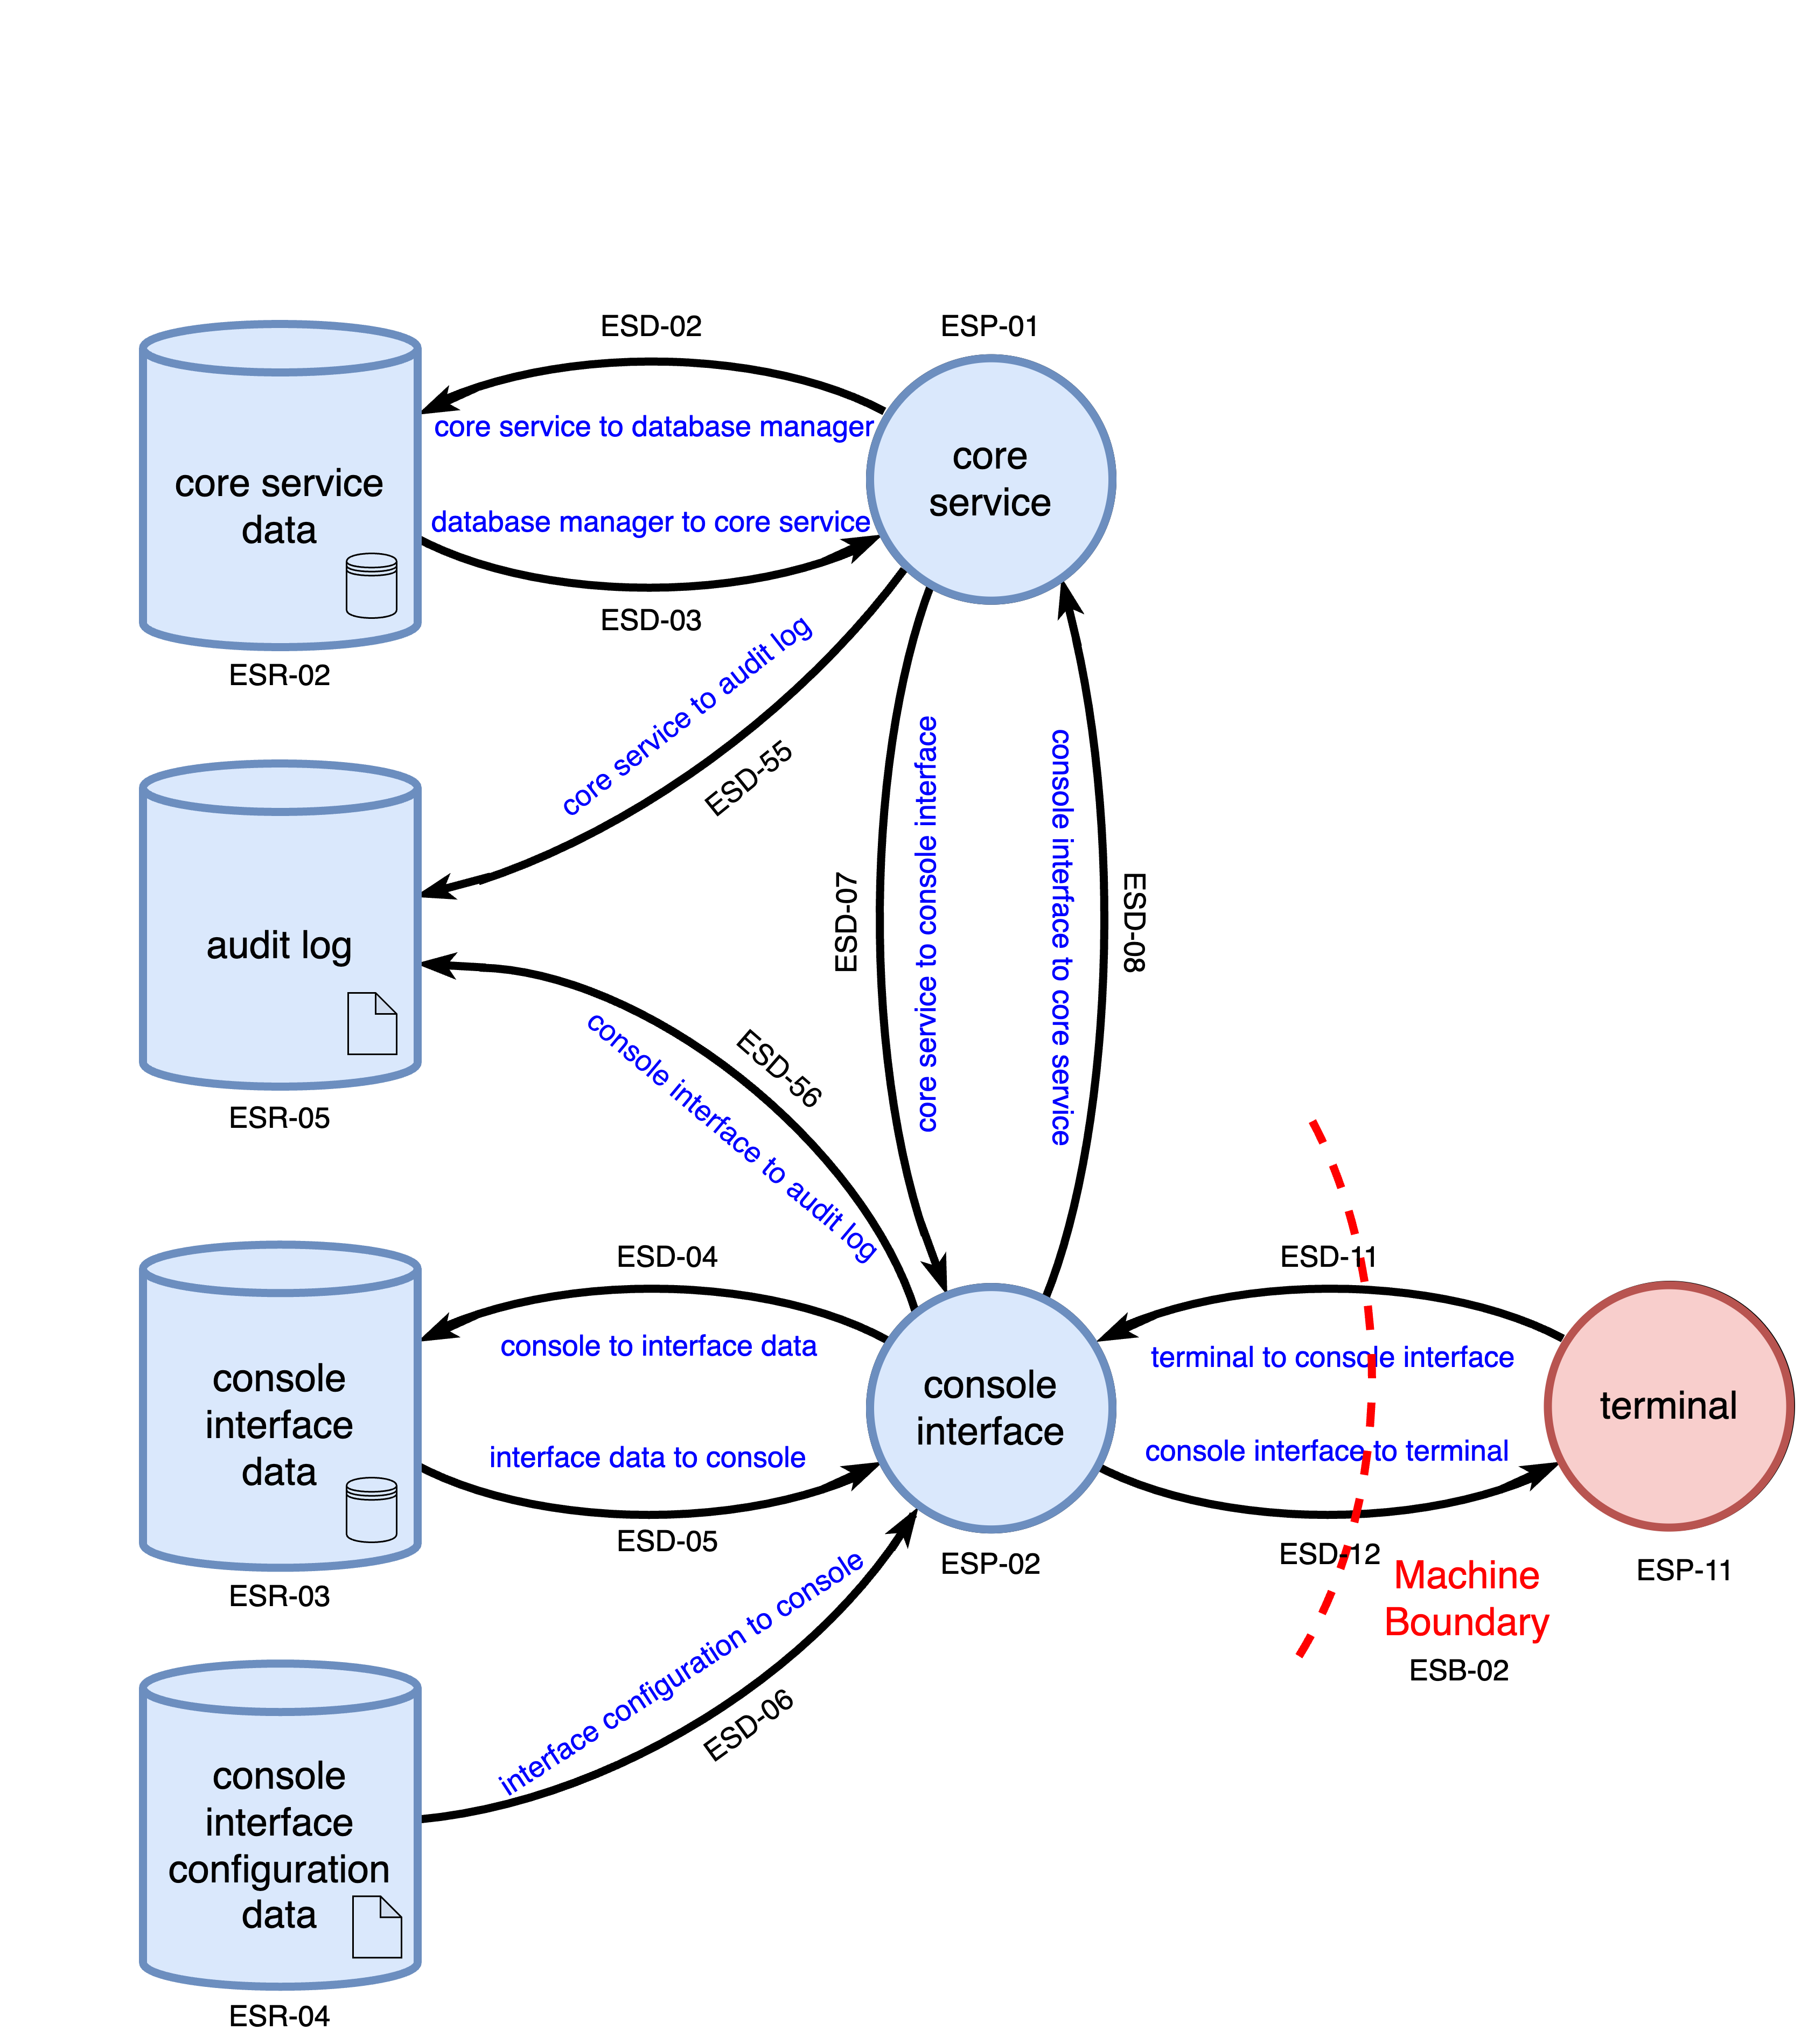 ESD-02
ESP-01
core service to database manager
core
service
core service
data
database manager to core service
ESD-03
ESR-02
core service to audit log
ESD-55
core service to console interface
console interface to core service
ESD-07
ESD-08
audit log
ESD-56
console interface to audit log
ESR-05
ESD-04
ESD-11
console to interface data
terminal to console interface
console
interface
data
console
interface
terminal
interface data to console
console interface to terminal
ESD-05
ESP-02
ESD-12
Machine
Boundary
ESP-11
ESR-03
interface configuration to console
ESB-02
ESD-06
console
interface
configuration
data
ESR-04